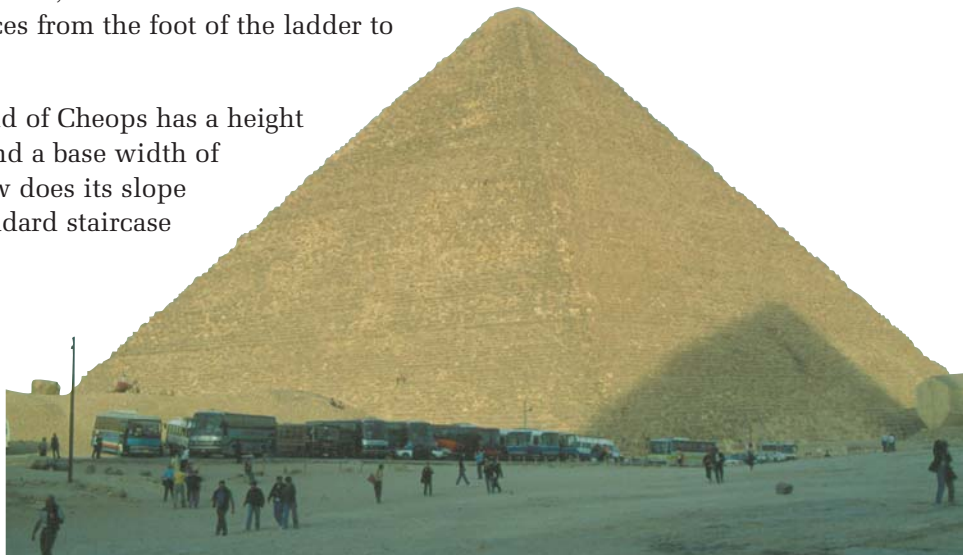 ces from the foot of the ladder to
d of Cheops has a height
nd a base width of
w does its slope
dard staircase